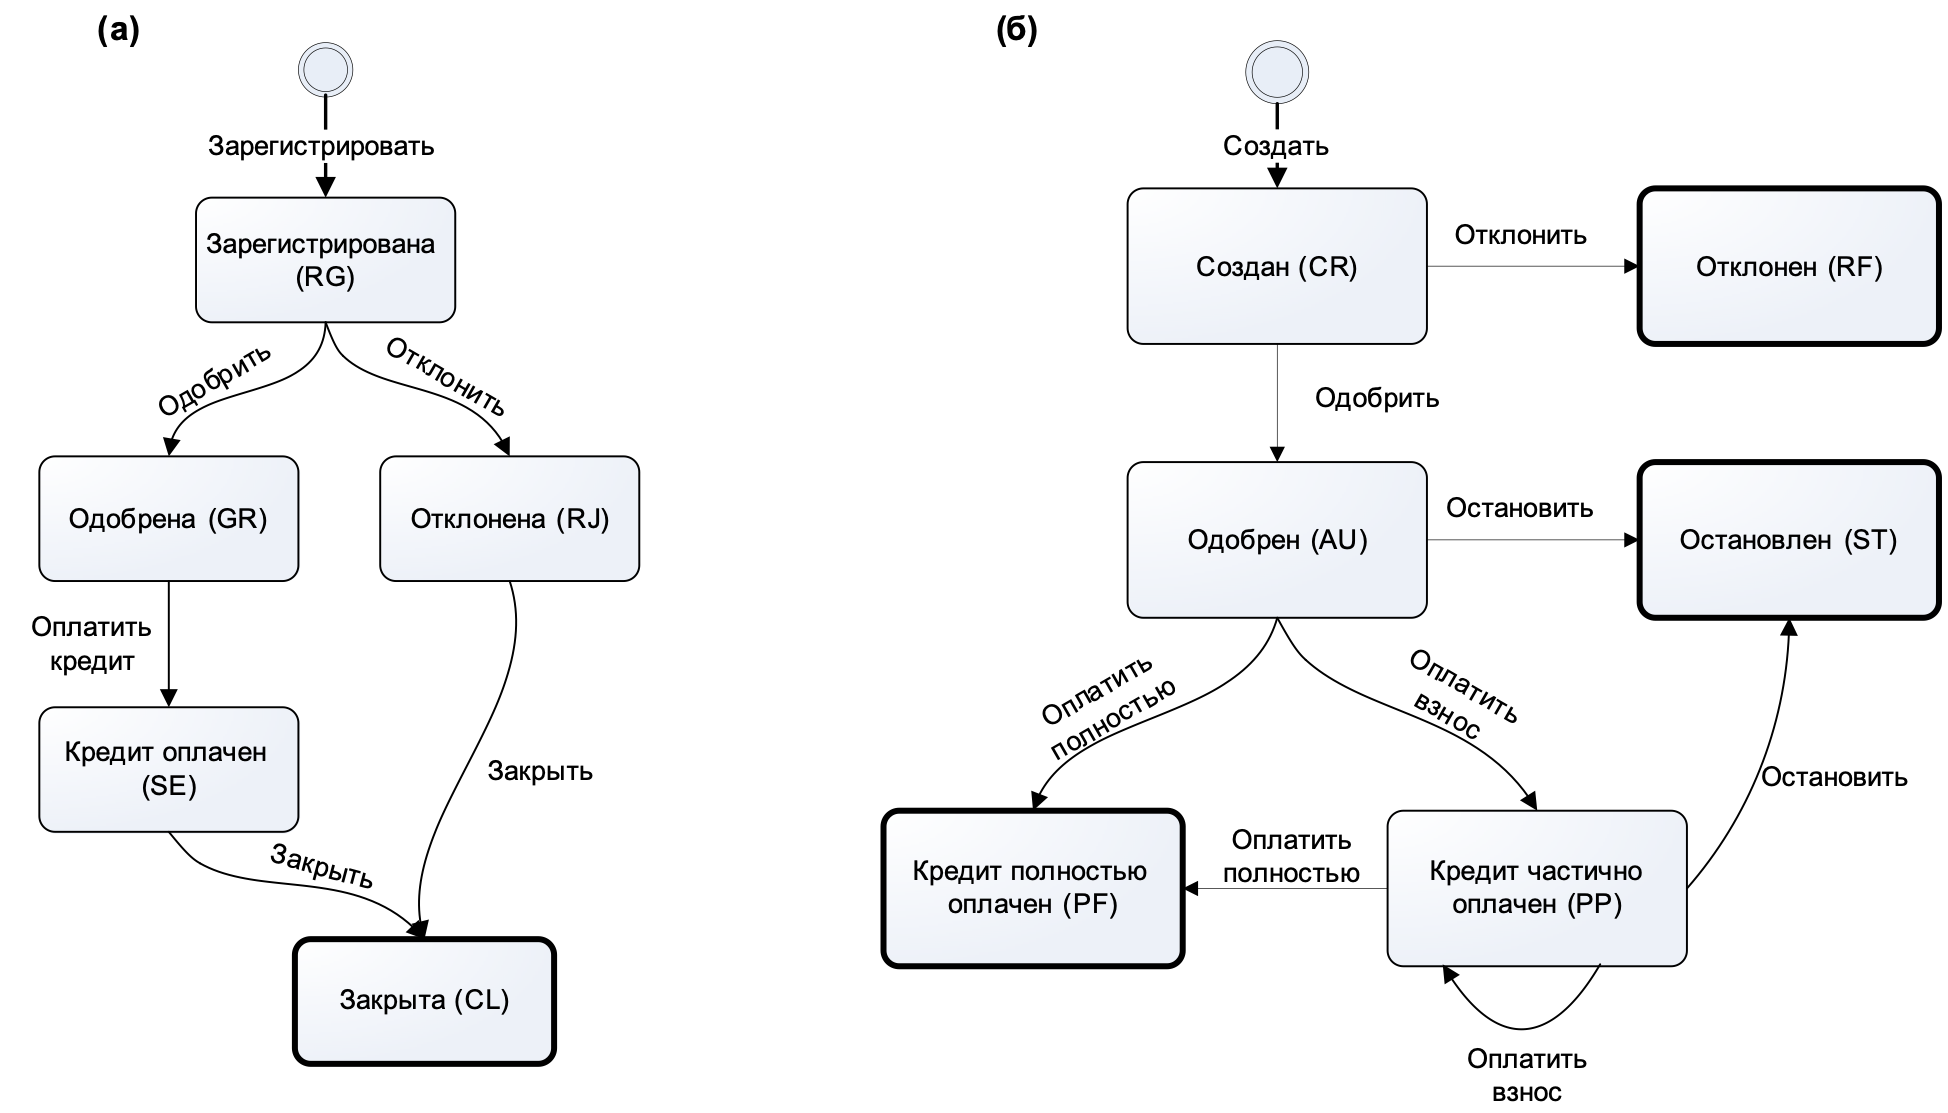 (а)
Зарегистрировать
Зарегистрирована
(RG)
Одобрить
Отклонить
Одобрена (GR)
Отклонена (RJ)
Оплатить
кредит
Кредит оплачен
(SE)
Закрыть
Закрыть
Закрыта (CL)
(б)
Создать
Создан (CR)
Отклонить
Отклонен (RF)
Одобрить
Одобрен (AU)
Остановить
Остановлен (ST)
Оплатить
полностью
Оплатить
взнос
Остановить
Кредит полностью
оплачен (PF)
Оплатить
полностью
Кредит частично
оплачен (PP)
Оплатить
взнос